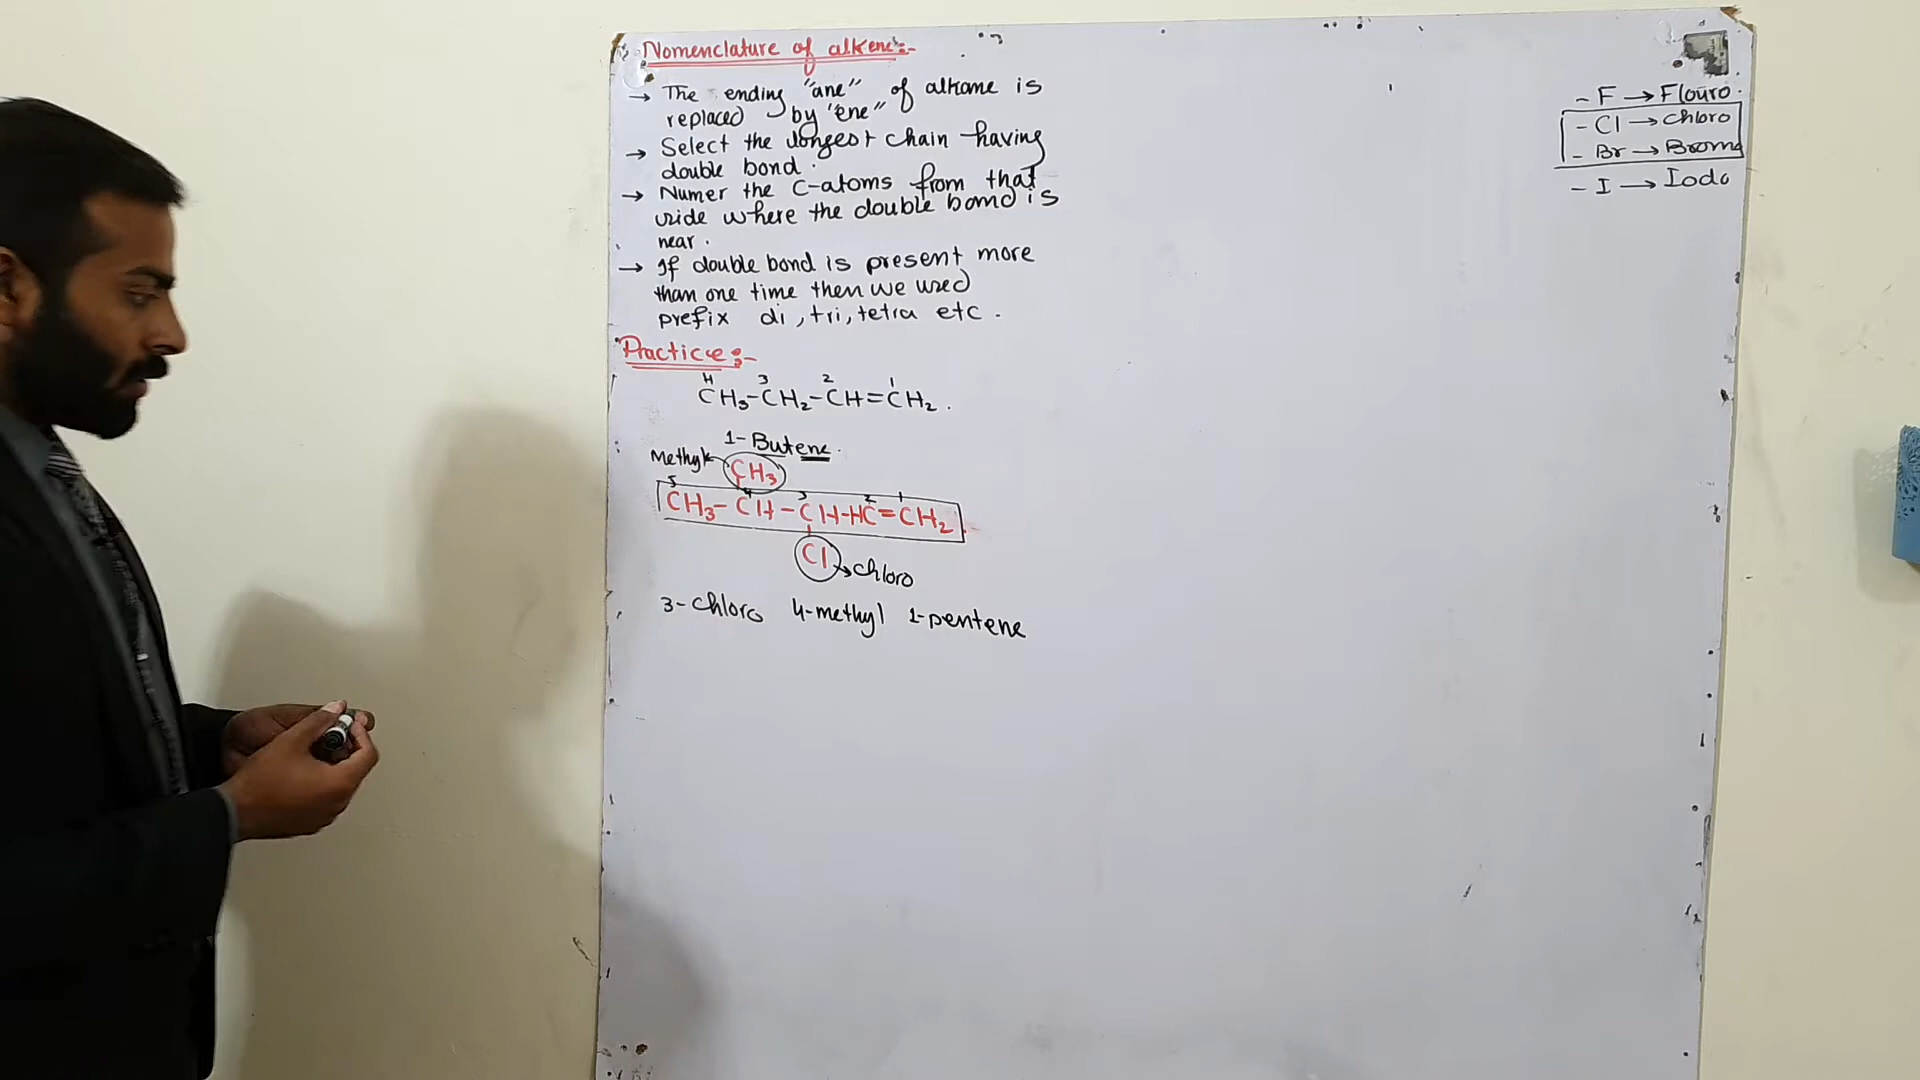 Nomenclature of alkene:-
→ The ending "ane" of alkane is
replaced by "ene"
→ Select the longest chain having
double bond.
→ Numer the C-atoms from that
side where the double bond is
near.
→ If double bond is present more
than one time then we used
prefix di, tri, tetra etc.
Practice:-
4 3 2 1
CH3-CH2-CH=CH2.
1-Butene.
Methyl CH3
5 4 3 2 1
CH3-CH-CH-HC=CH2
Cl → chloro
3-chloro 4-methyl 1-pentene
-F → Flouro.
-Cl → Chloro
-Br → Bromo
-I → Iodo